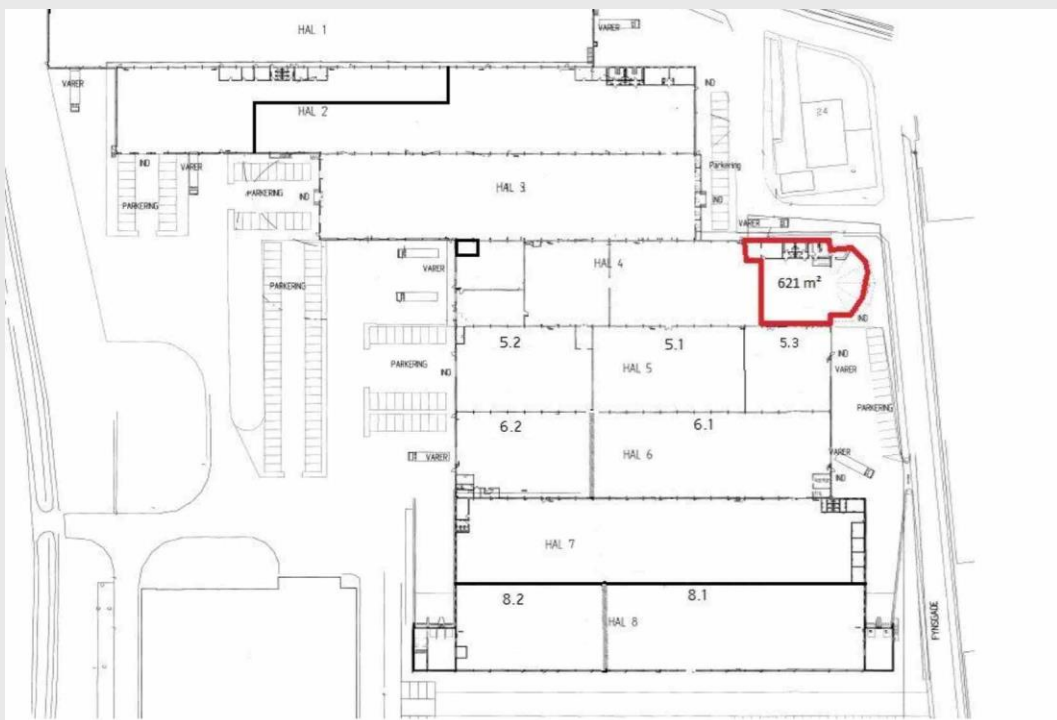 HAL 1
VARER
VARER
IND
HAL 2
24
IND
VARER
Parkering
PARKERING
IND
HAL 3
IND
PARKERING
VARER
HAL 4
VARER
621 m²
PARKERING
IND
5.2
5.1
5.3
IND
PARKERING
IND
HAL 5
VARER
PARKERING
6.2
6.1
VARER
HAL 6
VARER
IND
HAL 7
8.2
8.1
HAL 8
FYNSGADE